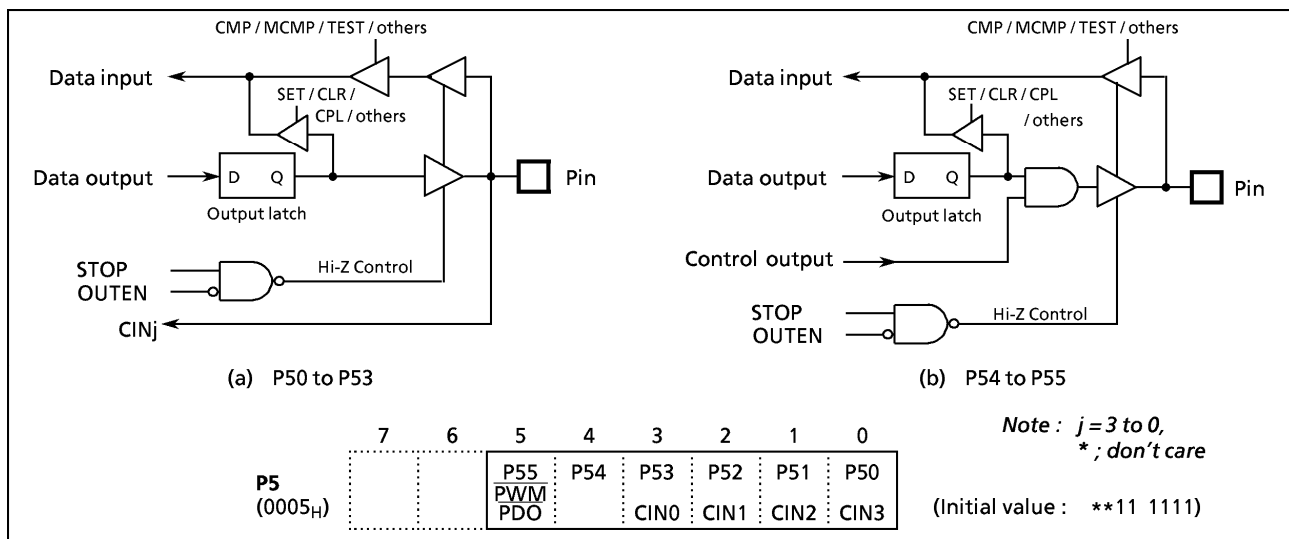 CMP / MCMP / TEST / others
Data input
SET / CLR /
CPL / others
Data output
D Q
Output latch
Pin
STOP
OUTEN
Hi-Z Control
CINj
(a) P50 to P53
CMP / MCMP / TEST / others
Data input
SET / CLR / CPL
/ others
Data output
D Q
Output latch
Pin
Control output
STOP
OUTEN
Hi-Z Control
(b) P54 to P55
Note : j = 3 to 0,
* ; don't care
7 6 5 4 3 2 1 0
P5
(0005H)
P55 P54 P53 P52 P51 P50
PWM
PDO CIN0 CIN1 CIN2 CIN3
(Initial value : **11 1111)